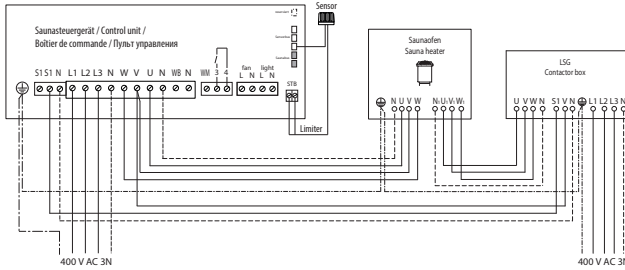 Sensor
Saunasteuergerät / Control unit /
Boîtier de commande / Пульт управления
Saunaofen
Sauna heater
LSG
Contactor box
fan light
S1 S1 N L1 L2 L3 N W V U N WB N WM 3 4 L N L N
STB
Limiter
N U V W N₁ U₁ V₁ W₁
U V W N S1 V N L1 L2 L3 N
400 V AC 3N
400 V AC 3N